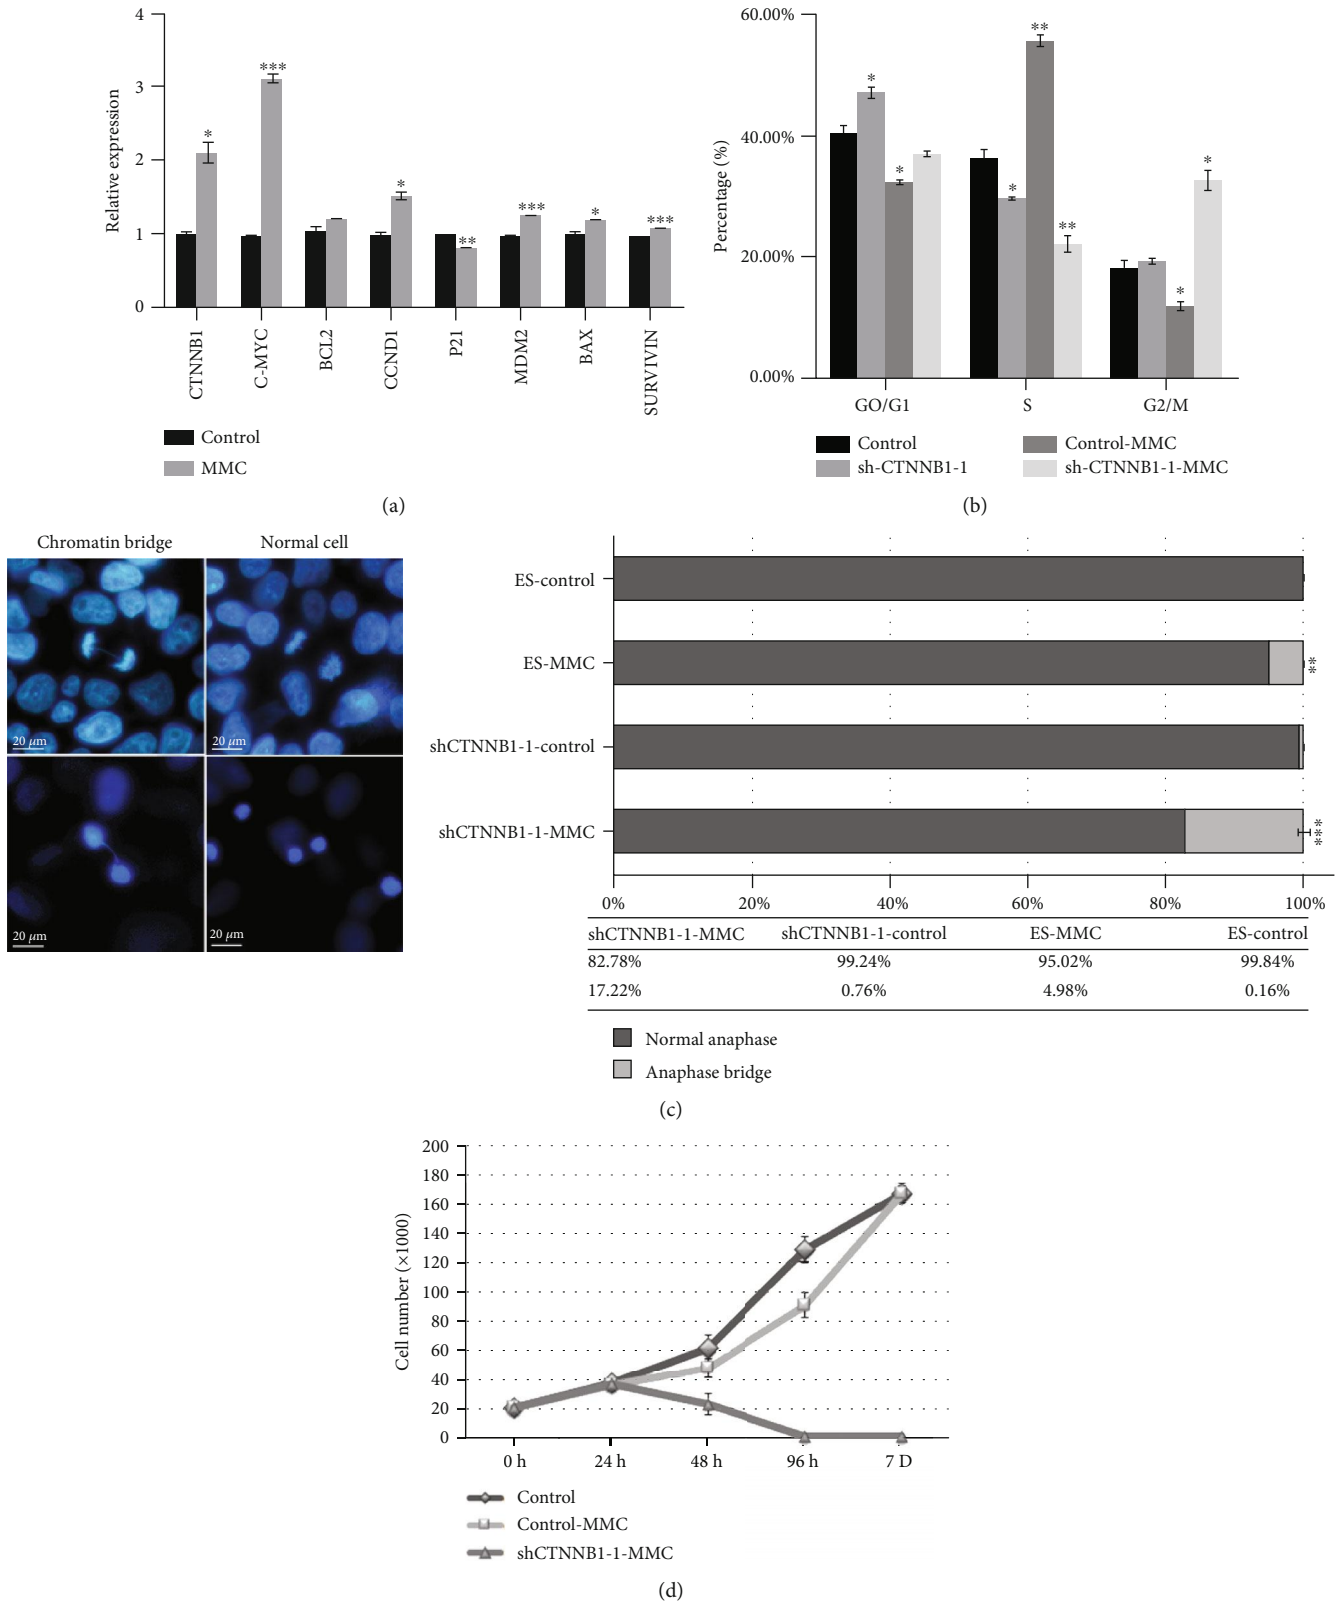 4
3
2
1
0
Relative expression
*
***
*
**
***
*
***
CTNNB1
C-MYC
BCL2
CCND1
P21
MDM2
BAX
SURVIVIN
Control
MMC
(a)
60.00%
40.00%
20.00%
0.00%
Percentage (%)
*
*
*
**
**
*
*
GO/G1 S G2/M
Control Control-MMC
sh-CTNNB1-1 sh-CTNNB1-1-MMC
(b)
Chromatin bridge Normal cell
20 μm 20 μm
20 μm 20 μm
ES-control
ES-MMC
**
shCTNNB1-1-control
shCTNNB1-1-MMC
***
0% 20% 40% 60% 80% 100%
shCTNNB1-1-MMC shCTNNB1-1-control ES-MMC ES-control
82.78% 99.24% 95.02% 99.84%
17.22% 0.76% 4.98% 0.16%
Normal anaphase
Anaphase bridge
(c)
200
180
160
140
120
100
80
60
40
20
0
Cell number (×1000)
0 h 24 h 48 h 96 h 7 D
Control
Control-MMC
shCTNNB1-1-MMC
(d)